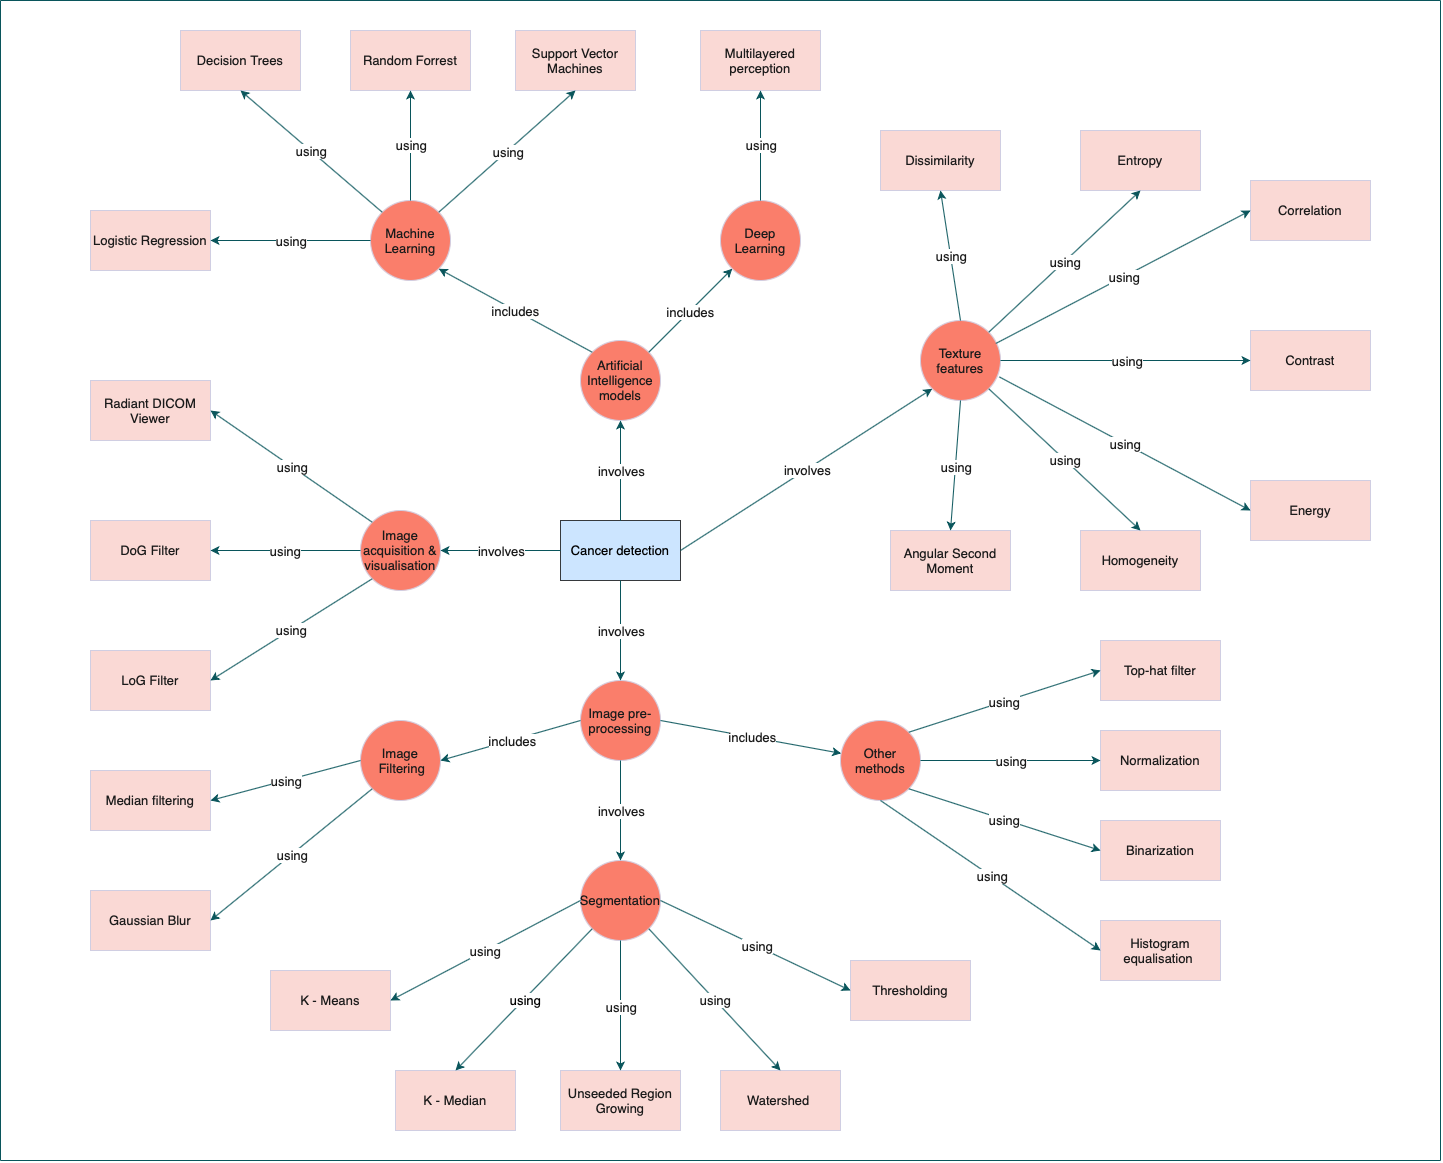 Decision Trees
Random Forrest
Support Vector
Machines
Multilayered
perception
using
using
using
using
Dissimilarity
Entropy
Correlation
Logistic Regression
using
Machine
Learning
Deep
Learning
using
using
using
includes
includes
Artificial
Intelligence
models
Texture
features
using
Contrast
Radiant DICOM
Viewer
using
involves
involves
using
using
using
Energy
DoG Filter
using
Image
acquisition &
visualisation
involves
Cancer detection
Angular Second
Moment
Homogeneity
using
involves
LoG Filter
Top-hat filter
using
Image pre-
processing
includes
includes
Image
Filtering
Other
methods
using
Normalization
Median filtering
using
involves
using
Binarization
using
using
Gaussian Blur
Segmentation
Histogram
equalisation
using
using
K - Means
using
using
using
Thresholding
K - Median
Unseeded Region
Growing
Watershed